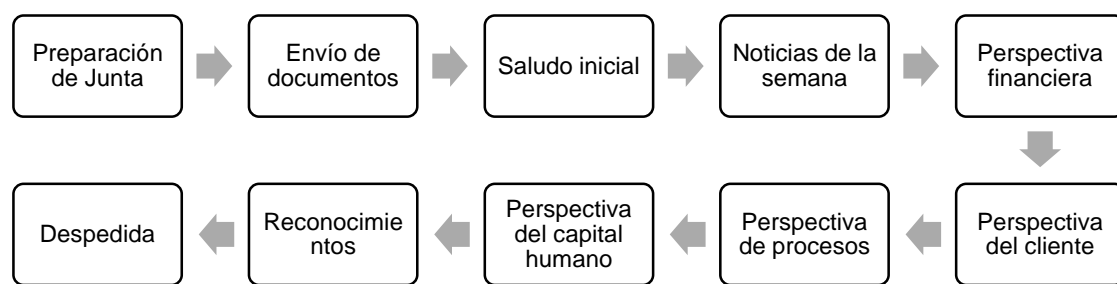 Preparación
de Junta
Envío de
documentos
Saludo inicial
Noticias de la
semana
Perspectiva
financiera
Perspectiva
del cliente
Perspectiva
de procesos
Perspectiva
del capital
humano
Reconocimie
ntos
Despedida